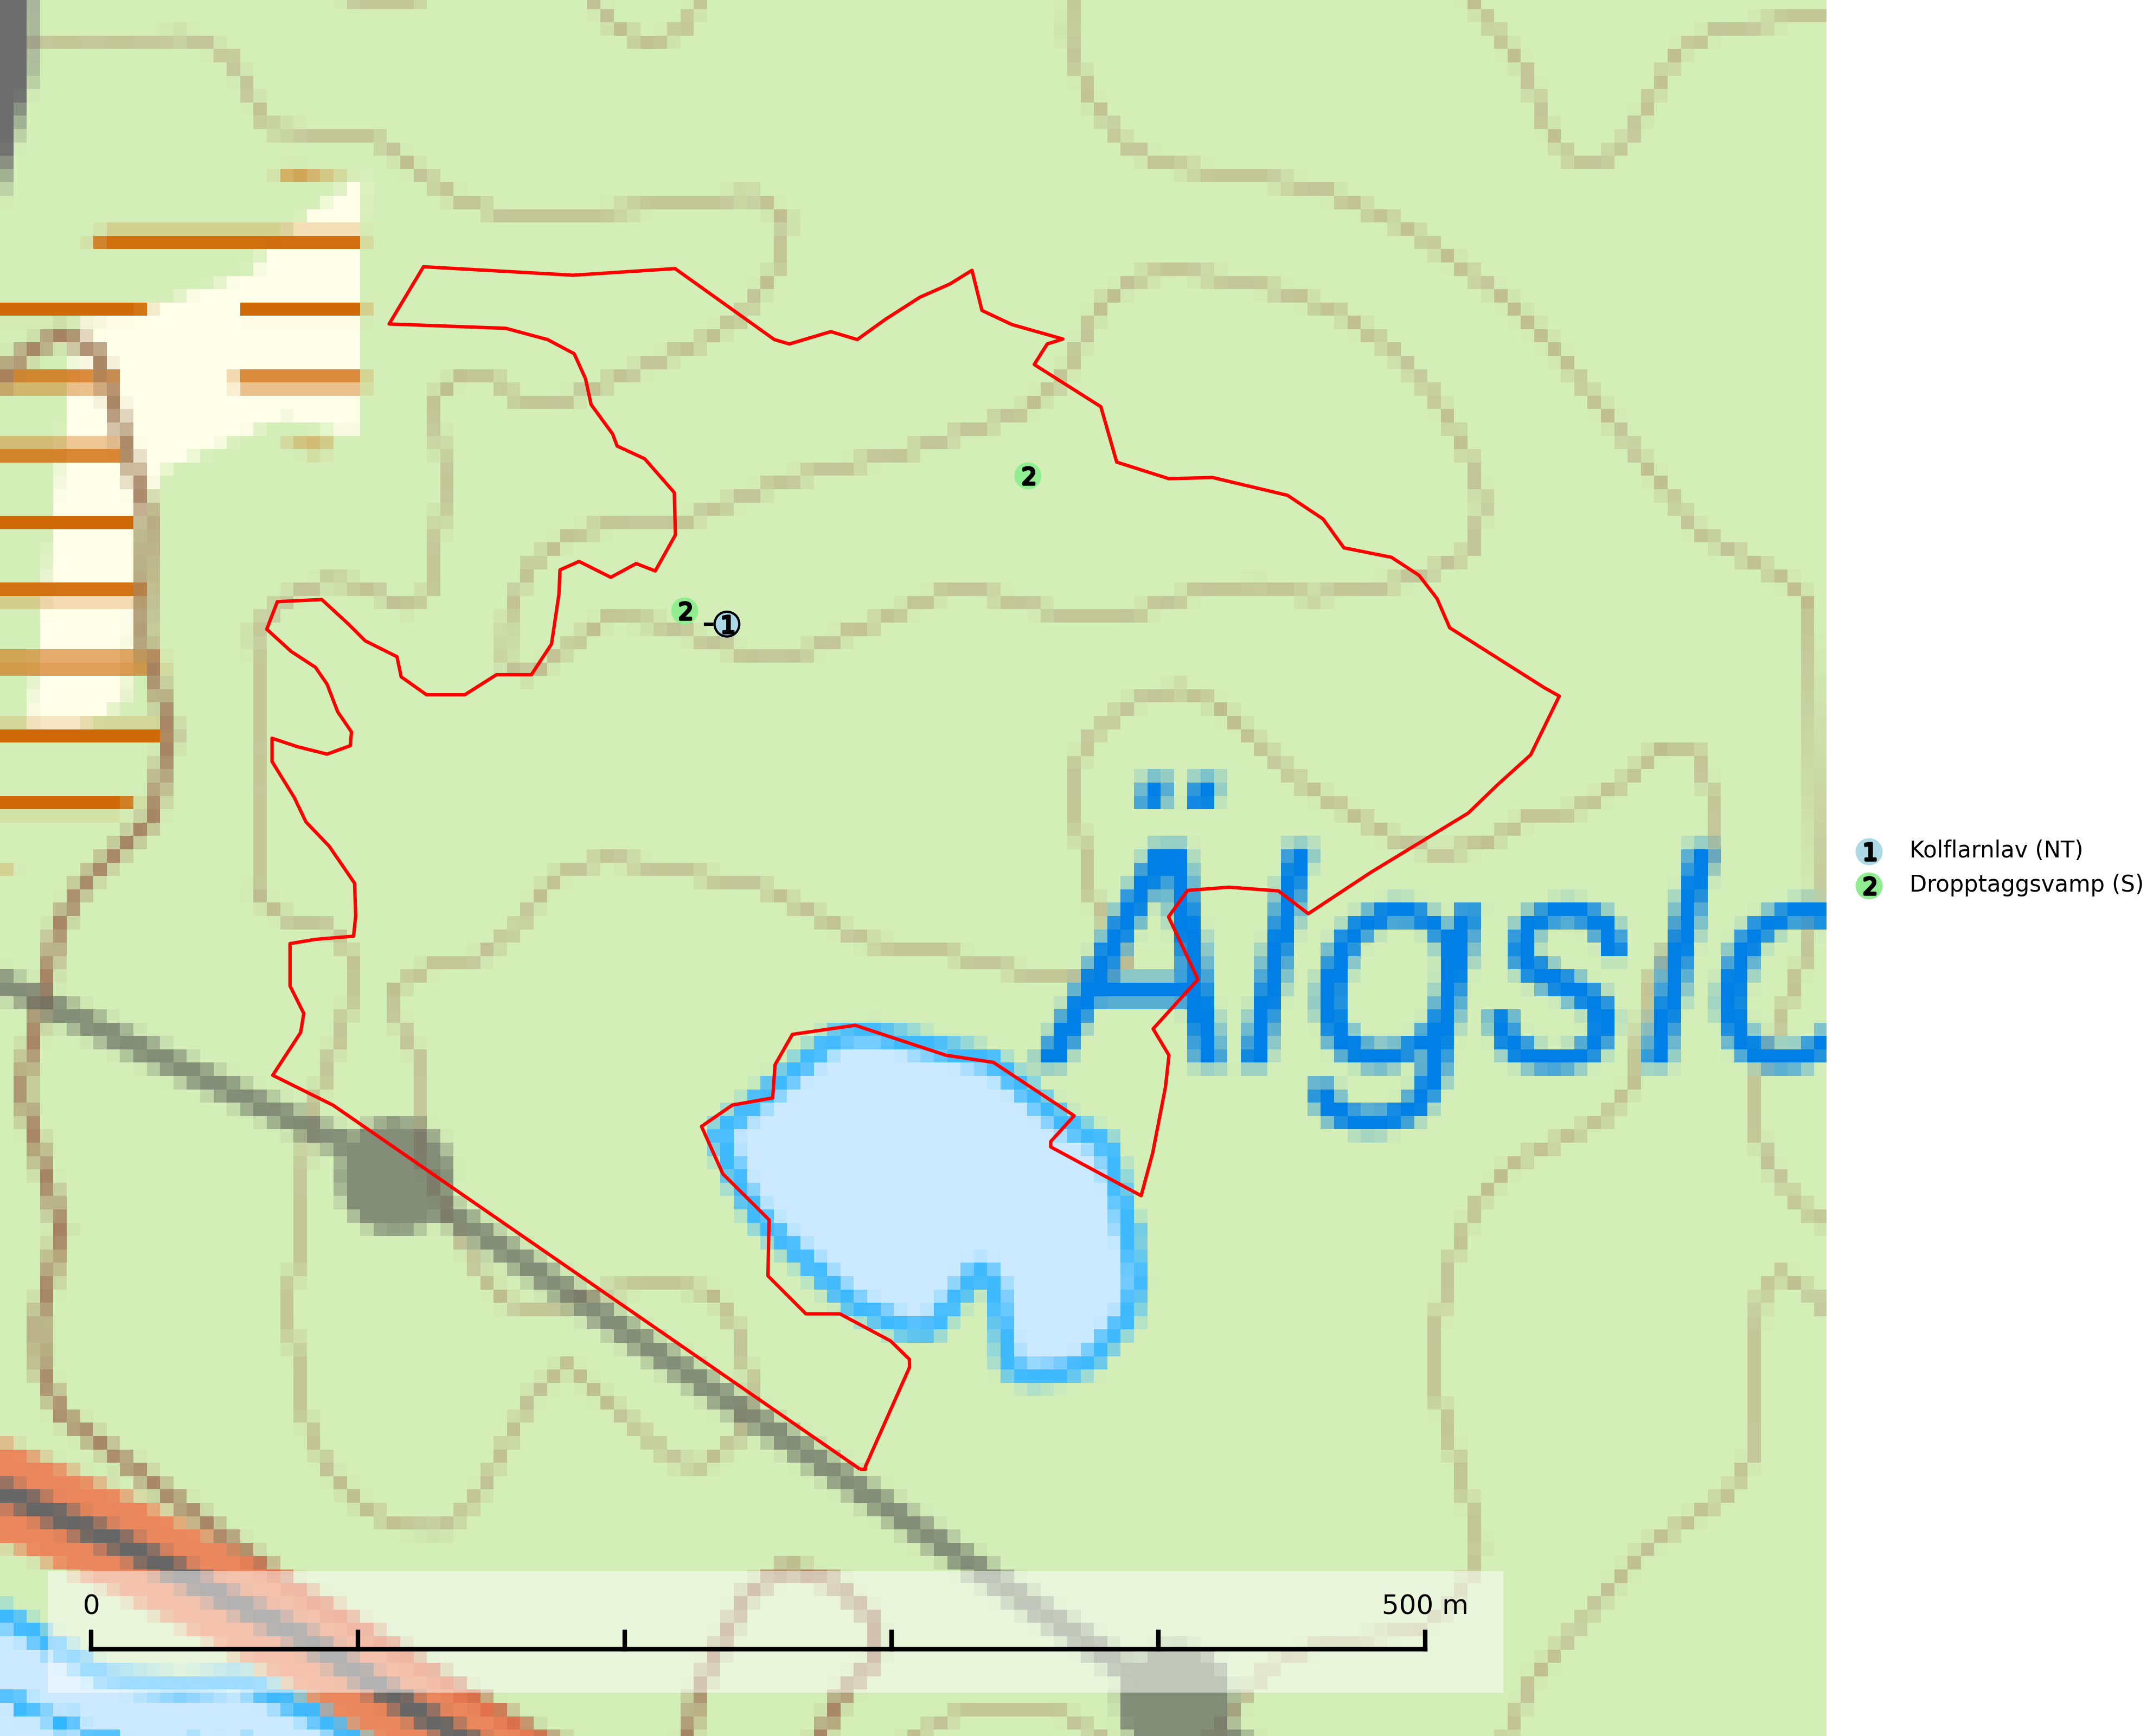 2
2
1
Älgslo
1 Kolflarnlav (NT)
2 Dropptaggsvamp (S)
0 500 m